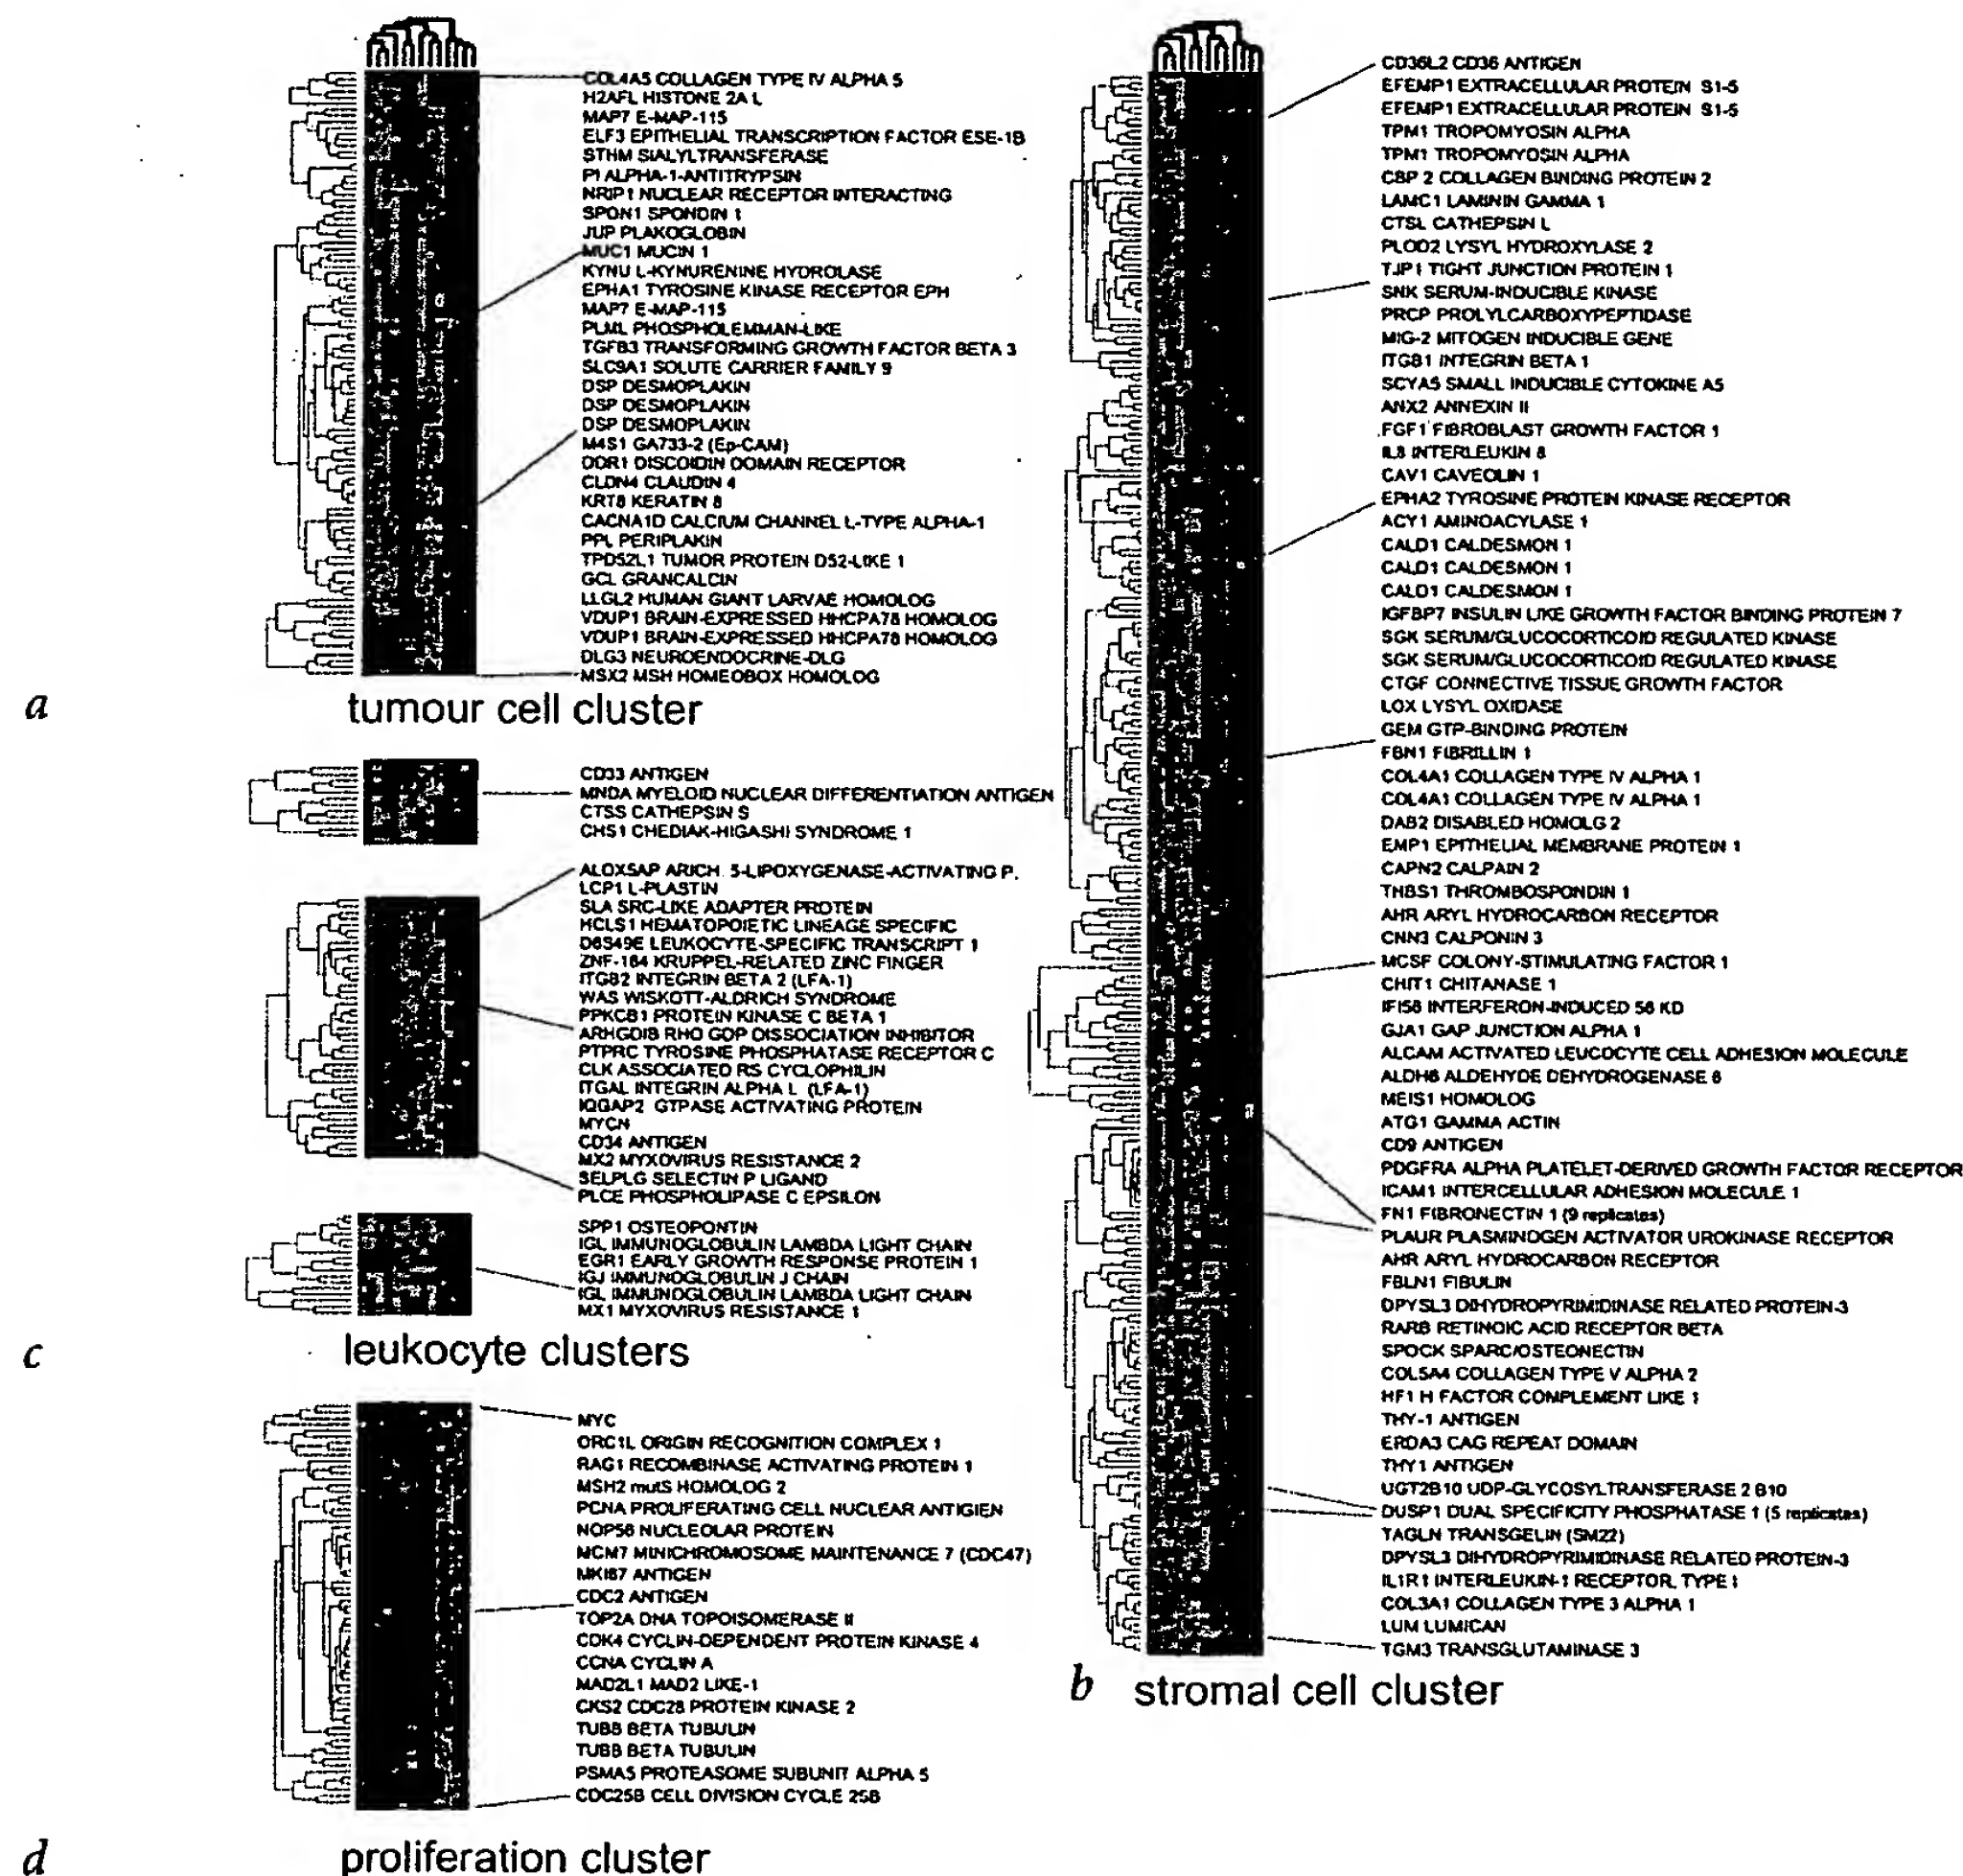 COL4A5 COLLAGEN TYPE IV ALPHA 5
H2AFL HISTONE 2A L
MAP7 E-MAP-115
ELF3 EPITHELIAL TRANSCRIPTION FACTOR ESE-1B
STHM SIALYLTRANSFERASE
PI ALPHA-1-ANTITRYPSIN
NRIP1 NUCLEAR RECEPTOR INTERACTING
SPON1 SPONDIN 1
JUP PLAKOGLOBIN
MUC1 MUCIN 1
KYNU L-KYNURENINE HYDROLASE
EPHA1 TYROSINE KINASE RECEPTOR EPH
MAP7 E-MAP-115
PLML PHOSPHOLEMMAN-LIKE
TGFB3 TRANSFORMING GROWTH FACTOR BETA 3
SLC9A1 SOLUTE CARRIER FAMILY 9
DSP DESMOPLAKIN
DSP DESMOPLAKIN
DSP DESMOPLAKIN
M4S1 GA733-2 (Ep-CAM)
DDR1 DISCOIDIN DOMAIN RECEPTOR
CLDN4 CLAUDIN 4
KRT8 KERATIN 8
CACNA1D CALCIUM CHANNEL L-TYPE ALPHA-1
PPL PERIPLAKIN
TPD52L1 TUMOR PROTEIN D52-LIKE 1
GCL GRANCALCIN
LLGL2 HUMAN GIANT LARVAE HOMOLOG
VDUP1 BRAIN-EXPRESSED HHCPA78 HOMOLOG
VDUP1 BRAIN-EXPRESSED HHCPA78 HOMOLOG
DLG3 NEUROENDOCRINE-DLG
MSX2 MSH HOMEOBOX HOMOLOG
a tumour cell cluster
CD33 ANTIGEN
MNDA MYELOID NUCLEAR DIFFERENTIATION ANTIGEN
CTSS CATHEPSIN S
CHS1 CHEDIAK-HIGASHI SYNDROME 1
ALOX5AP ARICH. 5-LIPOXYGENASE-ACTIVATING P.
LCP1 L-PLASTIN
SLA SRC-LIKE ADAPTER PROTEIN
HCLS1 HEMATOPOIETIC LINEAGE SPECIFIC
D6S49E LEUKOCYTE-SPECIFIC TRANSCRIPT 1
ZNF-164 KRUPPEL-RELATED ZINC FINGER
ITGB2 INTEGRIN BETA 2 (LFA-1)
WAS WISKOTT-ALDRICH SYNDROME
PPKCB1 PROTEIN KINASE C BETA 1
ARHGDIB RHO GDP DISSOCIATION INHIBITOR
PTPRC TYROSINE PHOSPHATASE RECEPTOR C
CLK ASSOCIATED RS CYCLOPHILIN
ITGAL INTEGRIN ALPHA L (LFA-1)
IQGAP2 GTPASE ACTIVATING PROTEIN
MYCN
CD34 ANTIGEN
MX2 MYXOVIRUS RESISTANCE 2
SELPLG SELECTIN P LIGAND
PLCE PHOSPHOLIPASE C EPSILON
SPP1 OSTEOPONTIN
IGL IMMUNOGLOBULIN LAMBDA LIGHT CHAIN
EGR1 EARLY GROWTH RESPONSE PROTEIN 1
IGJ IMMUNOGLOBULIN J CHAIN
IGL IMMUNOGLOBULIN LAMBDA LIGHT CHAIN
MX1 MYXOVIRUS RESISTANCE 1
c leukocyte clusters
MYC
ORC1L ORIGIN RECOGNITION COMPLEX 1
RAG1 RECOMBINASE ACTIVATING PROTEIN 1
MSH2 mutS HOMOLOG 2
PCNA PROLIFERATING CELL NUCLEAR ANTIGIEN
NOP56 NUCLEOLAR PROTEIN
MCM7 MINICHROMOSOME MAINTENANCE 7 (CDC47)
MKI67 ANTIGEN
CDC2 ANTIGEN
TOP2A DNA TOPOISOMERASE II
CDK4 CYCLIN-DEPENDENT PROTEIN KINASE 4
CCNA CYCLIN A
MAD2L1 MAD2 LIKE-1
CKS2 CDC28 PROTEIN KINASE 2
TUBB BETA TUBULIN
TUBB BETA TUBULIN
PSMA5 PROTEASOME SUBUNIT ALPHA 5
CDC25B CELL DIVISION CYCLE 25B
d proliferation cluster
CD36L2 CD36 ANTIGEN
EFEMP1 EXTRACELLULAR PROTEIN S1-5
EFEMP1 EXTRACELLULAR PROTEIN S1-5
TPM1 TROPOMYOSIN ALPHA
TPM1 TROPOMYOSIN ALPHA
CBP 2 COLLAGEN BINDING PROTEIN 2
LAMC1 LAMININ GAMMA 1
CTSL CATHEPSIN L
PLOD2 LYSYL HYDROXYLASE 2
TJP1 TIGHT JUNCTION PROTEIN 1
SNK SERUM-INDUCIBLE KINASE
PRCP PROLYLCARBOXYPEPTIDASE
MIG-2 MITOGEN INDUCIBLE GENE
ITGB1 INTEGRIN BETA 1
SCYA5 SMALL INDUCIBLE CYTOKINE A5
ANX2 ANNEXIN II
FGF1 FIBROBLAST GROWTH FACTOR 1
IL8 INTERLEUKIN 8
CAV1 CAVEOLIN 1
EPHA2 TYROSINE PROTEIN KINASE RECEPTOR
ACY1 AMINOACYLASE 1
CALD1 CALDESMON 1
CALD1 CALDESMON 1
CALD1 CALDESMON 1
IGFBP7 INSULIN LIKE GROWTH FACTOR BINDING PROTEIN 7
SGK SERUM/GLUCOCORTICOID REGULATED KINASE
SGK SERUM/GLUCOCORTICOID REGULATED KINASE
CTGF CONNECTIVE TISSUE GROWTH FACTOR
LOX LYSYL OXIDASE
GEM GTP-BINDING PROTEIN
FBN1 FIBRILLIN 1
COL4A1 COLLAGEN TYPE IV ALPHA 1
COL4A1 COLLAGEN TYPE IV ALPHA 1
DAB2 DISABLED HOMOLG 2
EMP1 EPITHELIAL MEMBRANE PROTEIN 1
CAPN2 CALPAIN 2
THBS1 THROMBOSPONDIN 1
AHR ARYL HYDROCARBON RECEPTOR
CNN3 CALPONIN 3
MCSF COLONY-STIMULATING FACTOR 1
CHIT1 CHITANASE 1
IFI56 INTERFERON-INDUCED 56 KD
GJA1 GAP JUNCTION ALPHA 1
ALCAM ACTIVATED LEUCOCYTE CELL ADHESION MOLECULE
ALDH6 ALDEHYDE DEHYDROGENASE 6
MEIS1 HOMOLOG
ATG1 GAMMA ACTIN
CD9 ANTIGEN
PDGFRA ALPHA PLATELET-DERIVED GROWTH FACTOR RECEPTOR
ICAM1 INTERCELLULAR ADHESION MOLECULE 1
FN1 FIBRONECTIN 1 (9 replicates)
PLAUR PLASMINOGEN ACTIVATOR UROKINASE RECEPTOR
AHR ARYL HYDROCARBON RECEPTOR
FBLN1 FIBULIN
DPYSL3 DIHYDROPYRIMIDINASE RELATED PROTEIN-3
RARB RETINOIC ACID RECEPTOR BETA
SPOCK SPARC/OSTEONECTIN
COL5A4 COLLAGEN TYPE V ALPHA 2
HF1 H FACTOR COMPLEMENT LIKE 1
THY-1 ANTIGEN
ERDA3 CAG REPEAT DOMAIN
THY1 ANTIGEN
UGT2B10 UDP-GLYCOSYLTRANSFERASE 2 B10
DUSP1 DUAL SPECIFICITY PHOSPHATASE 1 (5 replicates)
TAGLN TRANSGELIN (SM22)
DPYSL3 DIHYDROPYRIMIDINASE RELATED PROTEIN-3
IL1R1 INTERLEUKIN-1 RECEPTOR, TYPE I
COL3A1 COLLAGEN TYPE 3 ALPHA 1
LUM LUMICAN
TGM3 TRANSGLUTAMINASE 3
b stromal cell cluster